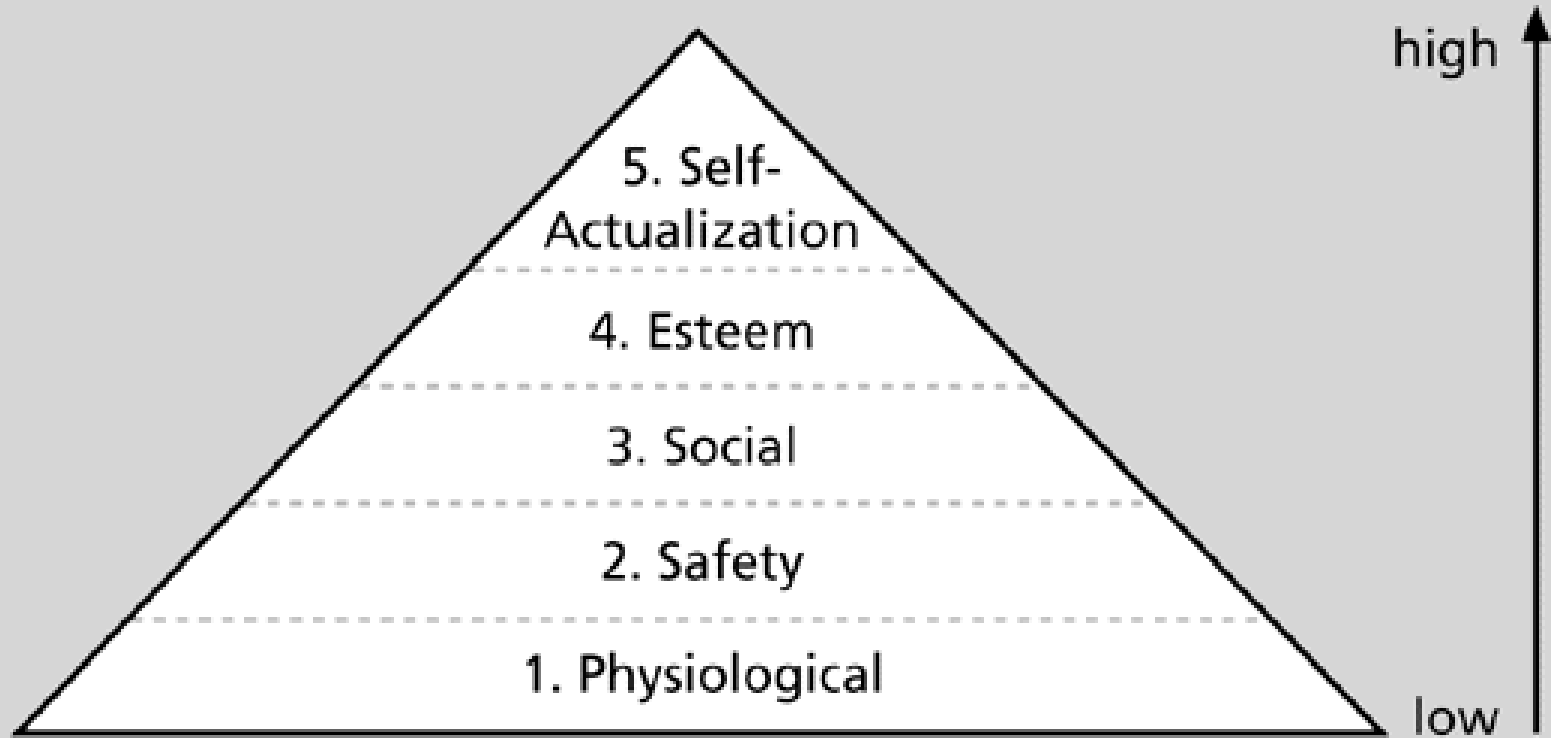 high
5. Self-
Actualization
4. Esteem
3. Social
2. Safety
1. Physiological
low